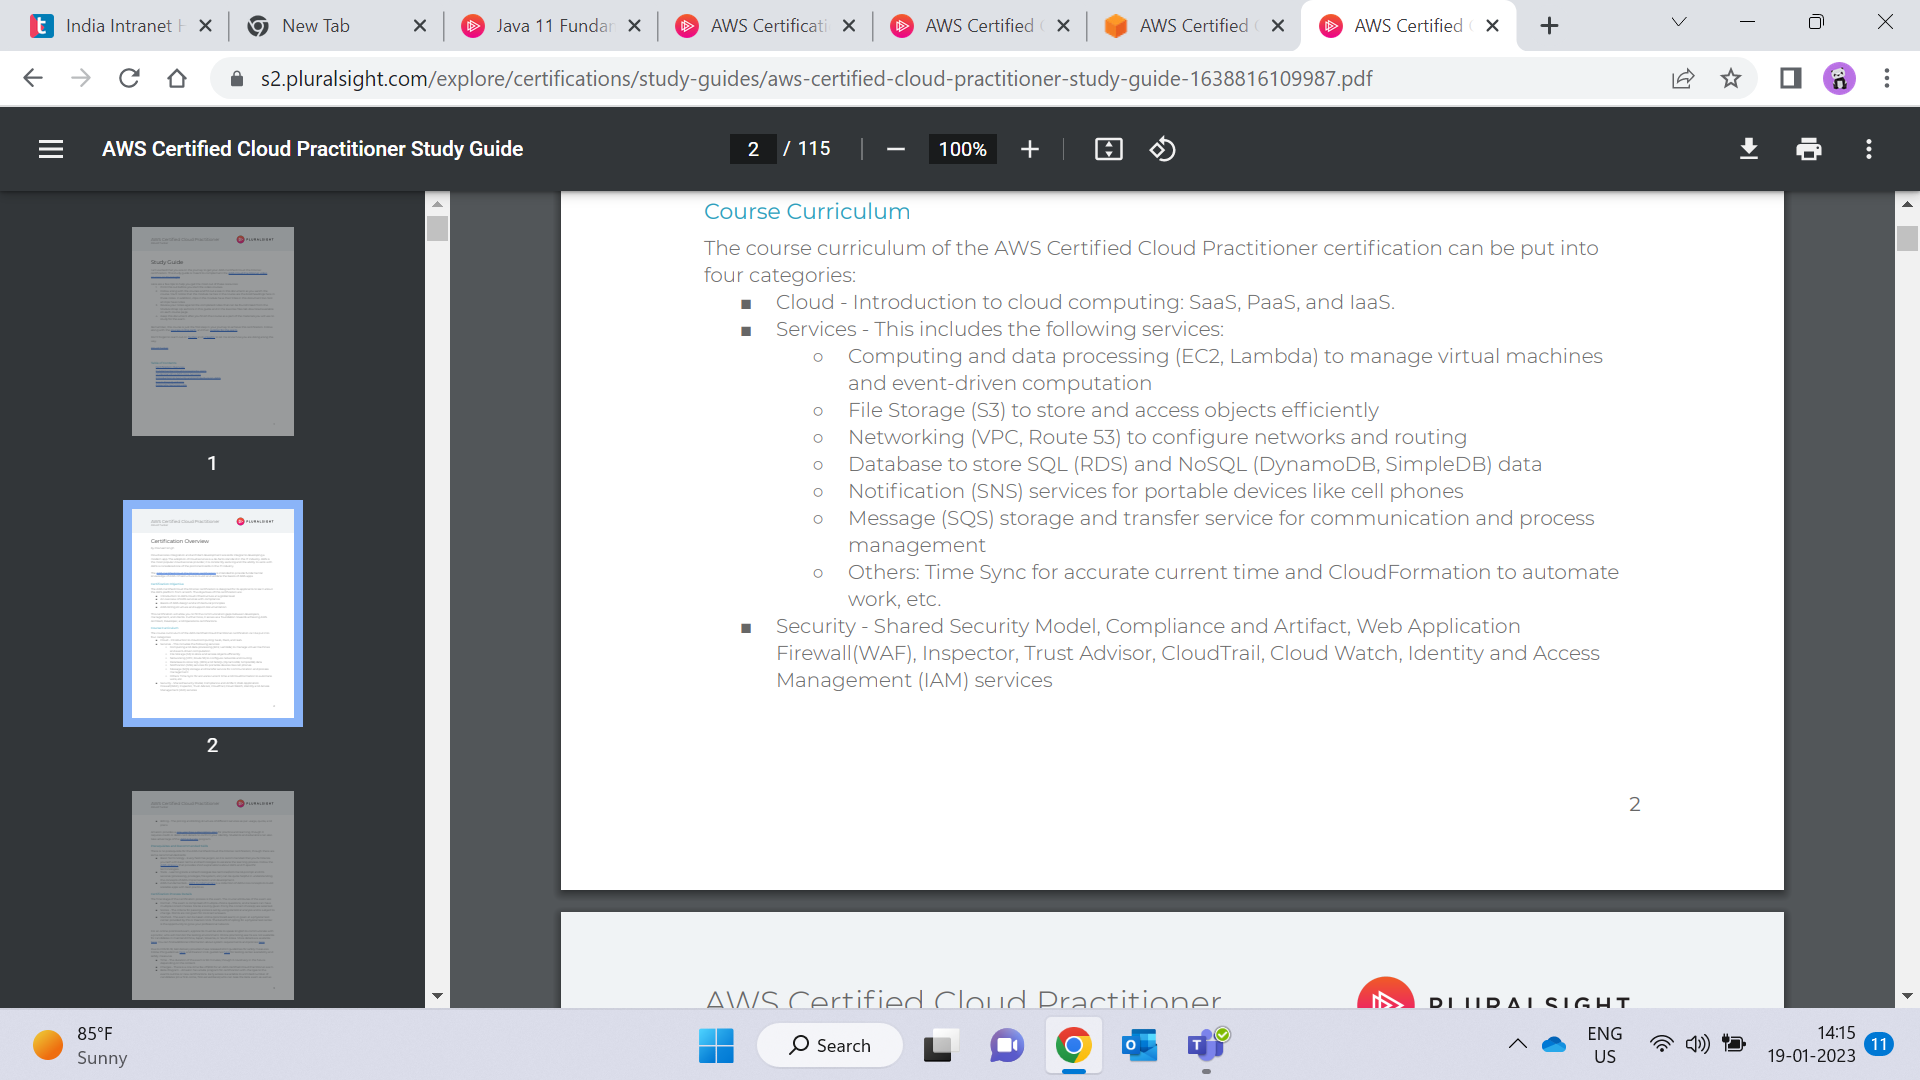 India Intranet H
New Tab
Java 11 Fundar
AWS Certificati
AWS Certified
AWS Certified
AWS Certified
s2.pluralsight.com/explore/certifications/study-guides/aws-certified-cloud-practitioner-study-guide-1638816109987.pdf
AWS Certified Cloud Practitioner Study Guide
2 / 115
100%
Study Guide
1
Certification Overview
2
Course Curriculum
The course curriculum of the AWS Certified Cloud Practitioner certification can be put into
four categories:
■ Cloud - Introduction to cloud computing: SaaS, PaaS, and IaaS.
■ Services - This includes the following services:
○ Computing and data processing (EC2, Lambda) to manage virtual machines
and event-driven computation
○ File Storage (S3) to store and access objects efficiently
○ Networking (VPC, Route 53) to configure networks and routing
○ Database to store SQL (RDS) and NoSQL (DynamoDB, SimpleDB) data
○ Notification (SNS) services for portable devices like cell phones
○ Message (SQS) storage and transfer service for communication and process
management
○ Others: Time Sync for accurate current time and CloudFormation to automate
work, etc.
■ Security - Shared Security Model, Compliance and Artifact, Web Application
Firewall(WAF), Inspector, Trust Advisor, CloudTrail, Cloud Watch, Identity and Access
Management (IAM) services
2
AWS Certified Cloud Practitioner
PLURALSIGHT
85°F
Sunny
Search
ENG
US
14:15
19-01-2023
11